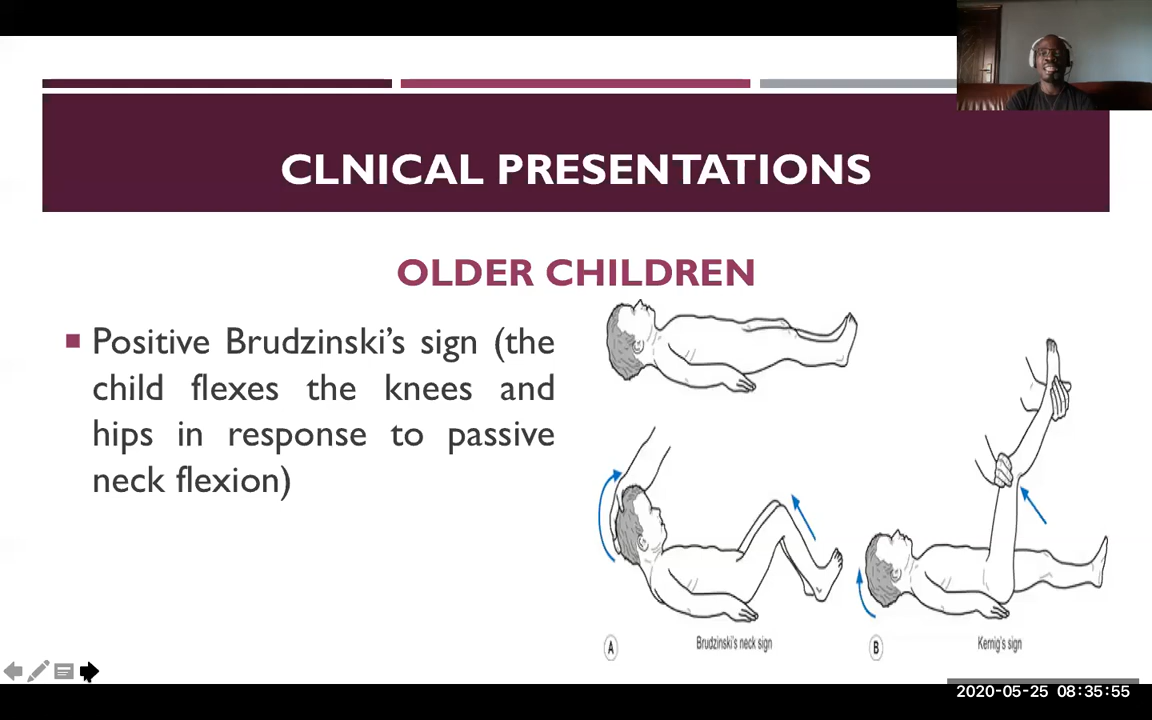 CLNICAL PRESENTATIONS
OLDER CHILDREN
Positive Brudzinski’s sign (the
child flexes the knees and
hips in response to passive
neck flexion)
A Brudzinski's neck sign
B Kernig's sign
2020-05-25 08:35:55